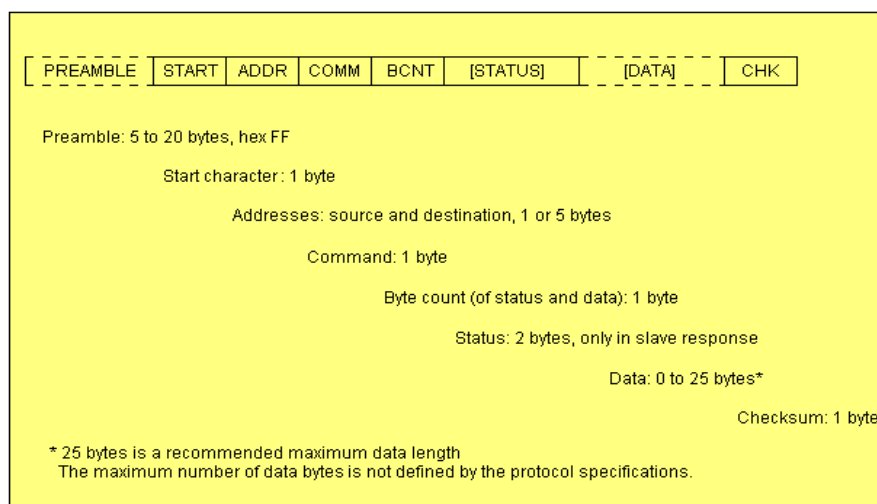 PREAMBLE START ADDR COMM BCNT [STATUS] [DATA] CHK
Preamble: 5 to 20 bytes, hex FF
Start character: 1 byte
Addresses: source and destination, 1 or 5 bytes
Command: 1 byte
Byte count (of status and data): 1 byte
Status: 2 bytes, only in slave response
Data: 0 to 25 bytes*
Checksum: 1 byte
* 25 bytes is a recommended maximum data length
The maximum number of data bytes is not defined by the protocol specifications.